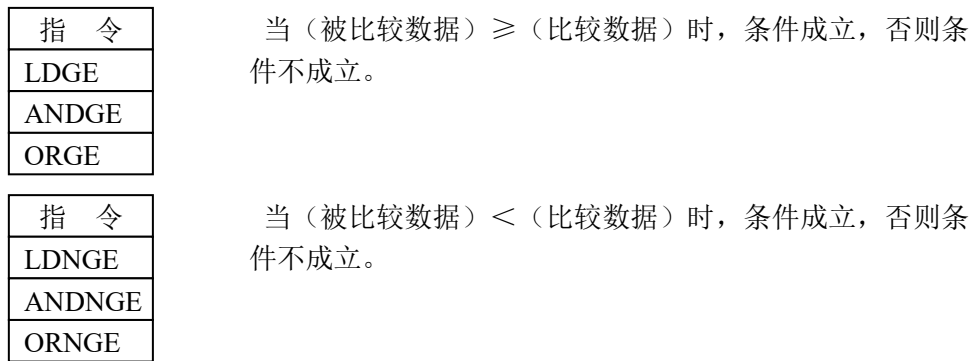 指 令
当（被比较数据）≥（比较数据）时，条件成立，否则条
LDGE
件不成立。
ANDGE
ORGE
指 令
当（被比较数据）＜（比较数据）时，条件成立，否则条
LDNGE
件不成立。
ANDNGE
ORNGE